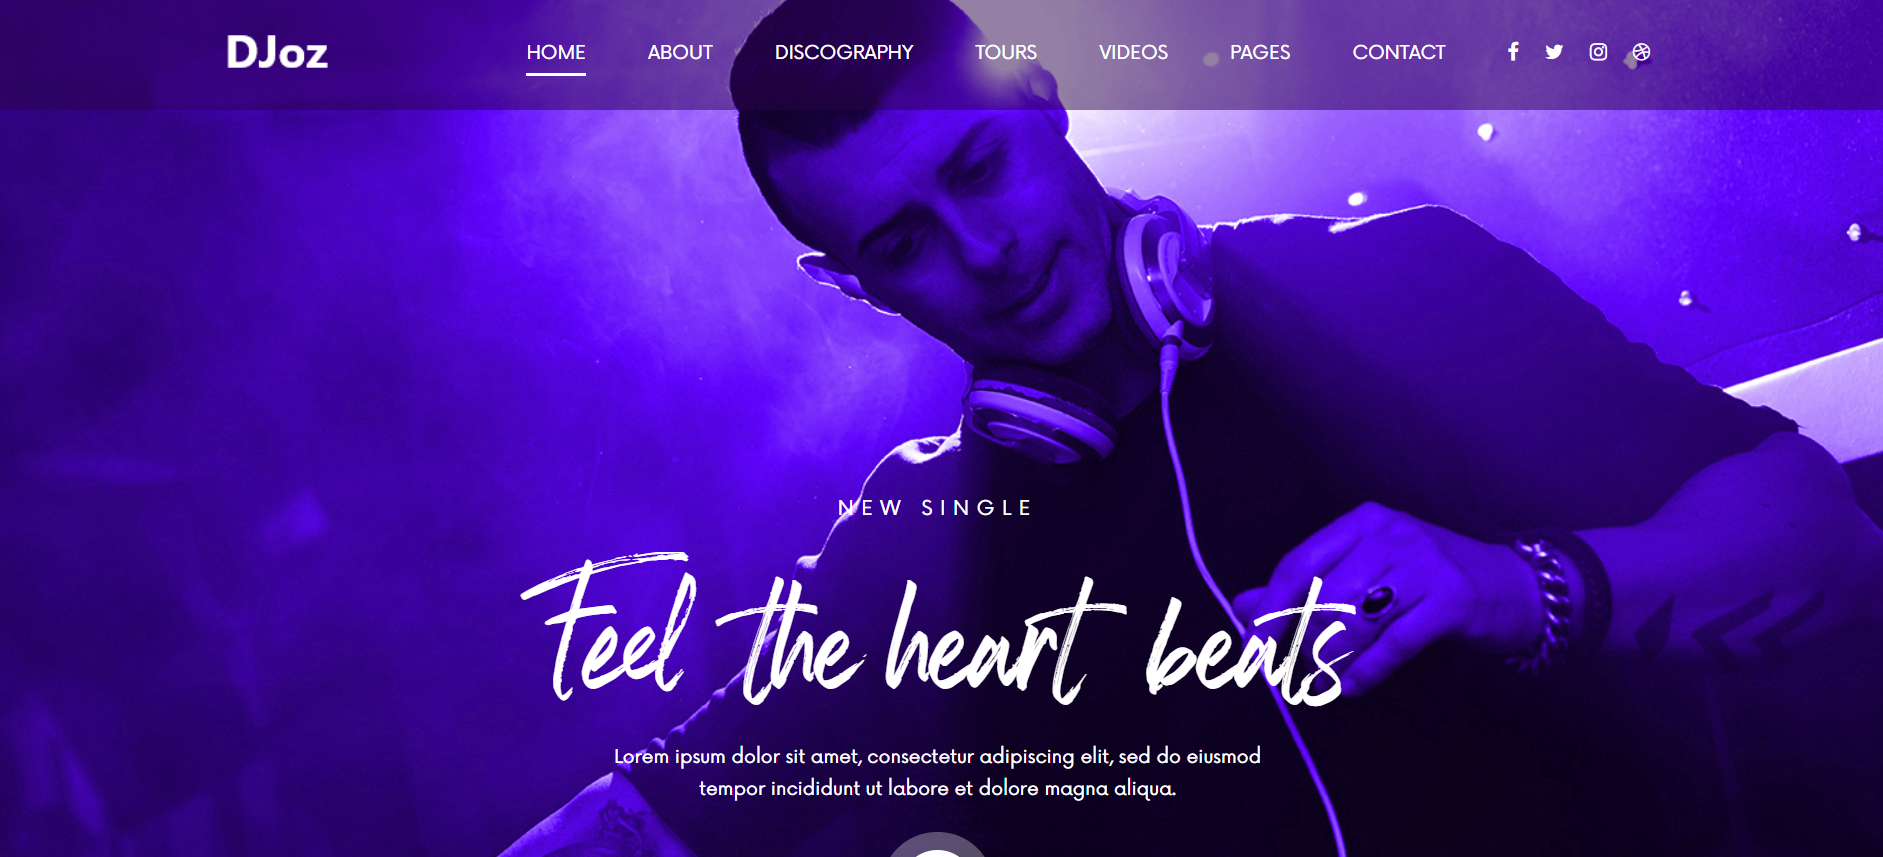 DJoz
HOME ABOUT DISCOGRAPHY TOURS VIDEOS PAGES CONTACT
NEW SINGLE
Feel the heart beats
Lorem ipsum dolor sit amet, consectetur adipiscing elit, sed do eiusmod
tempor incididunt ut labore et dolore magna aliqua.